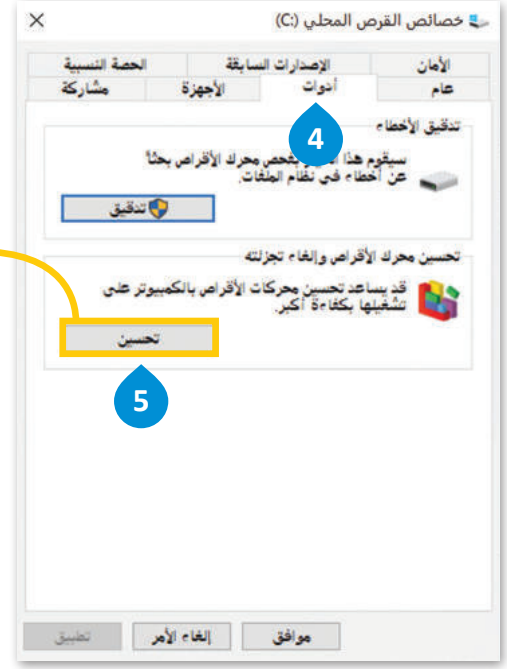 خصائص القرص المحلي (C:)
الأمان الإصدارات السابقة الحصة النسبية
عام أدوات الأجهزة مشاركة
4
تدقيق الأخطاء
سيقوم هذا بفحص محرك الأقراص بحثاً
عن أخطاء في نظام الملفات.
تدقيق
تحسين محرك الأقراص وإلغاء تجزئته
قد يساعد تحسين محركات الأقراص بالكمبيوتر على
تشغيلها بكفاءة أكبر.
تحسين
5
موافق إلغاء الأمر تطبيق